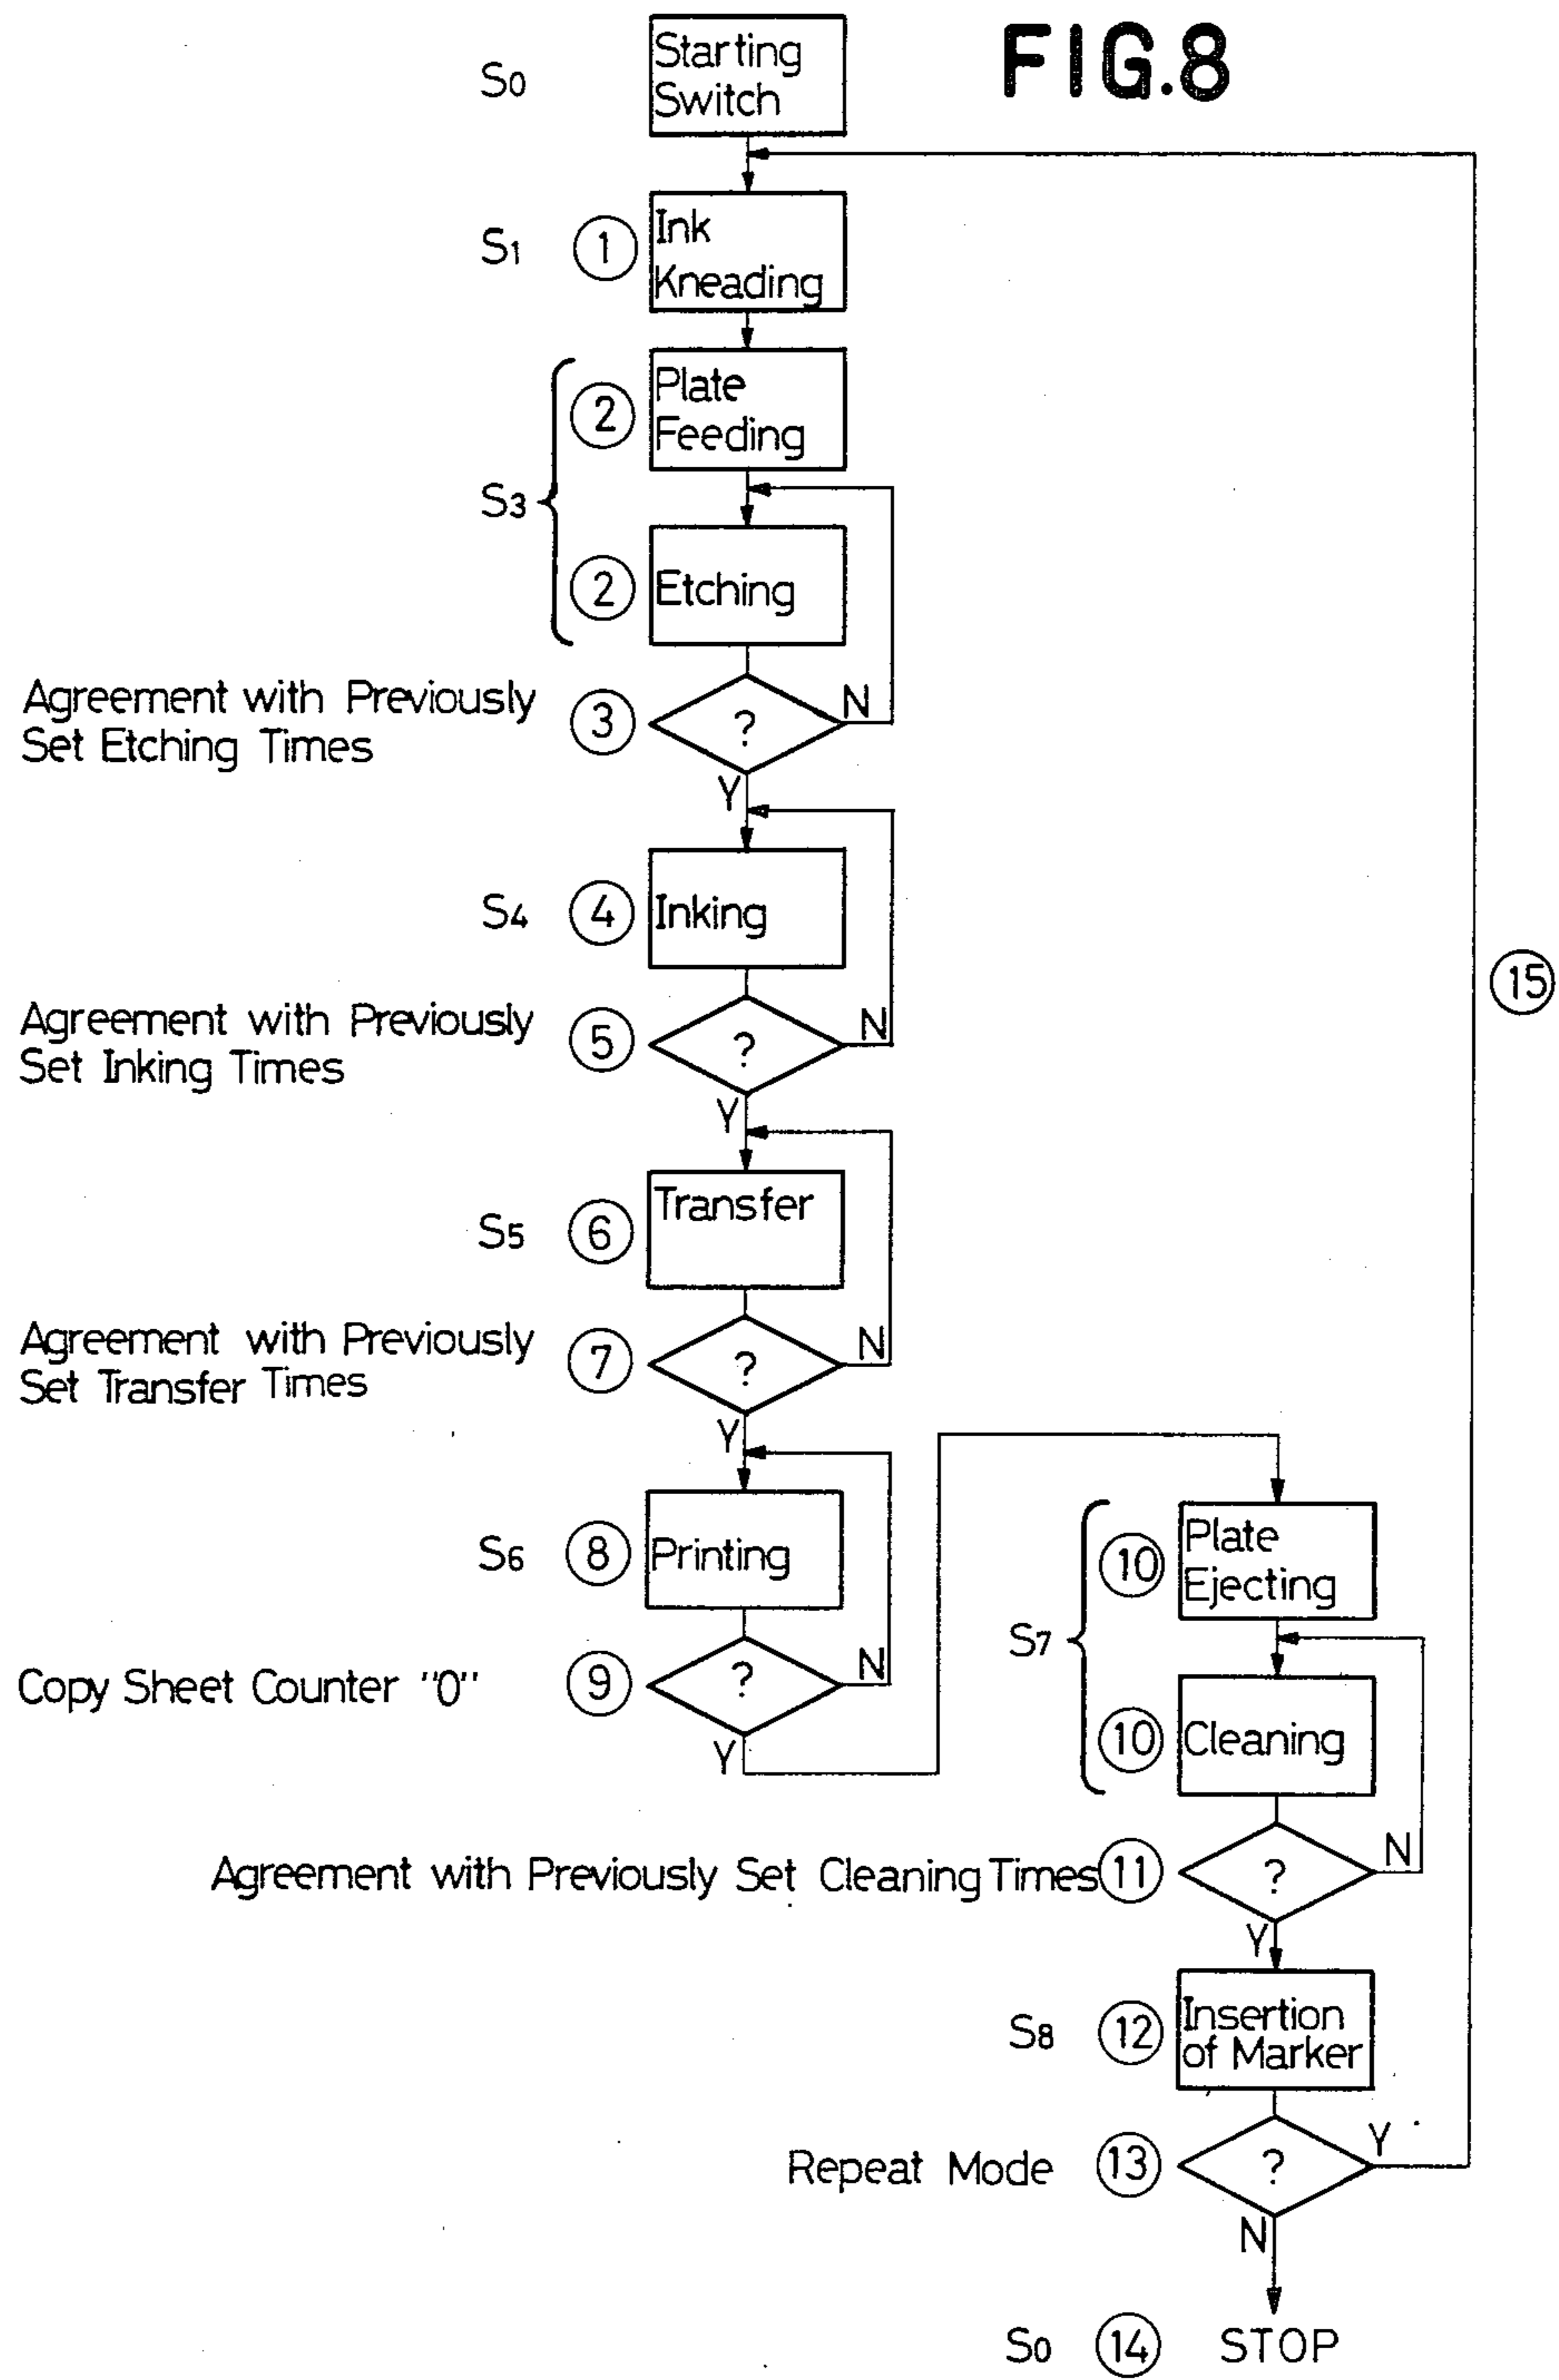 FIG.8
S0
Starting
Switch
S1
1
Ink
Kneading
S3
2
Plate
Feeding
2
Etching
Agreement with Previously
Set Etching Times
3
?
N
Y
S4
4
Inking
Agreement with Previously
Set Inking Times
5
?
N
Y
S5
6
Transfer
Agreement with Previously
Set Transfer Times
7
?
N
Y
S6
8
Printing
Copy Sheet Counter "0"
9
?
N
Y
S7
10
Plate
Ejecting
10
Cleaning
Agreement with Previously Set Cleaning Times
11
?
N
Y
S8
12
Insertion
of Marker
Repeat Mode
13
?
Y
N
15
S0
14
STOP